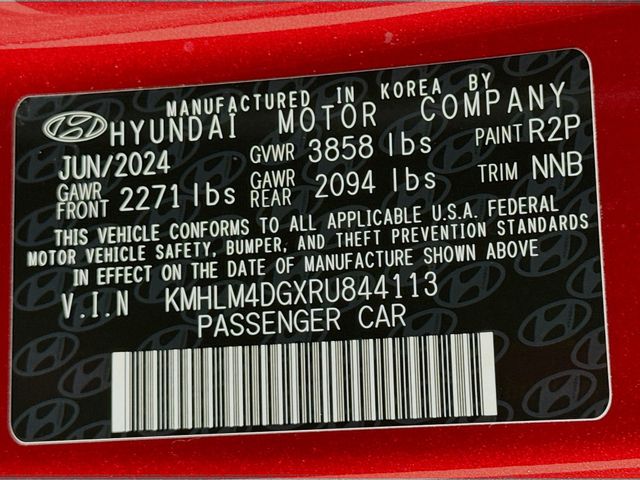 MANUFACTURED IN KOREA BY
HYUNDAI MOTOR COMPANY
JUN/2024 GVWR 3858 lbs PAINT R2P
GAWR FRONT 2271 lbs GAWR REAR 2094 lbs TRIM NNB
THIS VEHICLE CONFORMS TO ALL APPLICABLE U.S.A. FEDERAL
MOTOR VEHICLE SAFETY, BUMPER, AND THEFT PREVENTION STANDARDS
IN EFFECT ON THE DATE OF MANUFACTURE SHOWN ABOVE
V.I.N KMHLM4DGXRU844113
PASSENGER CAR